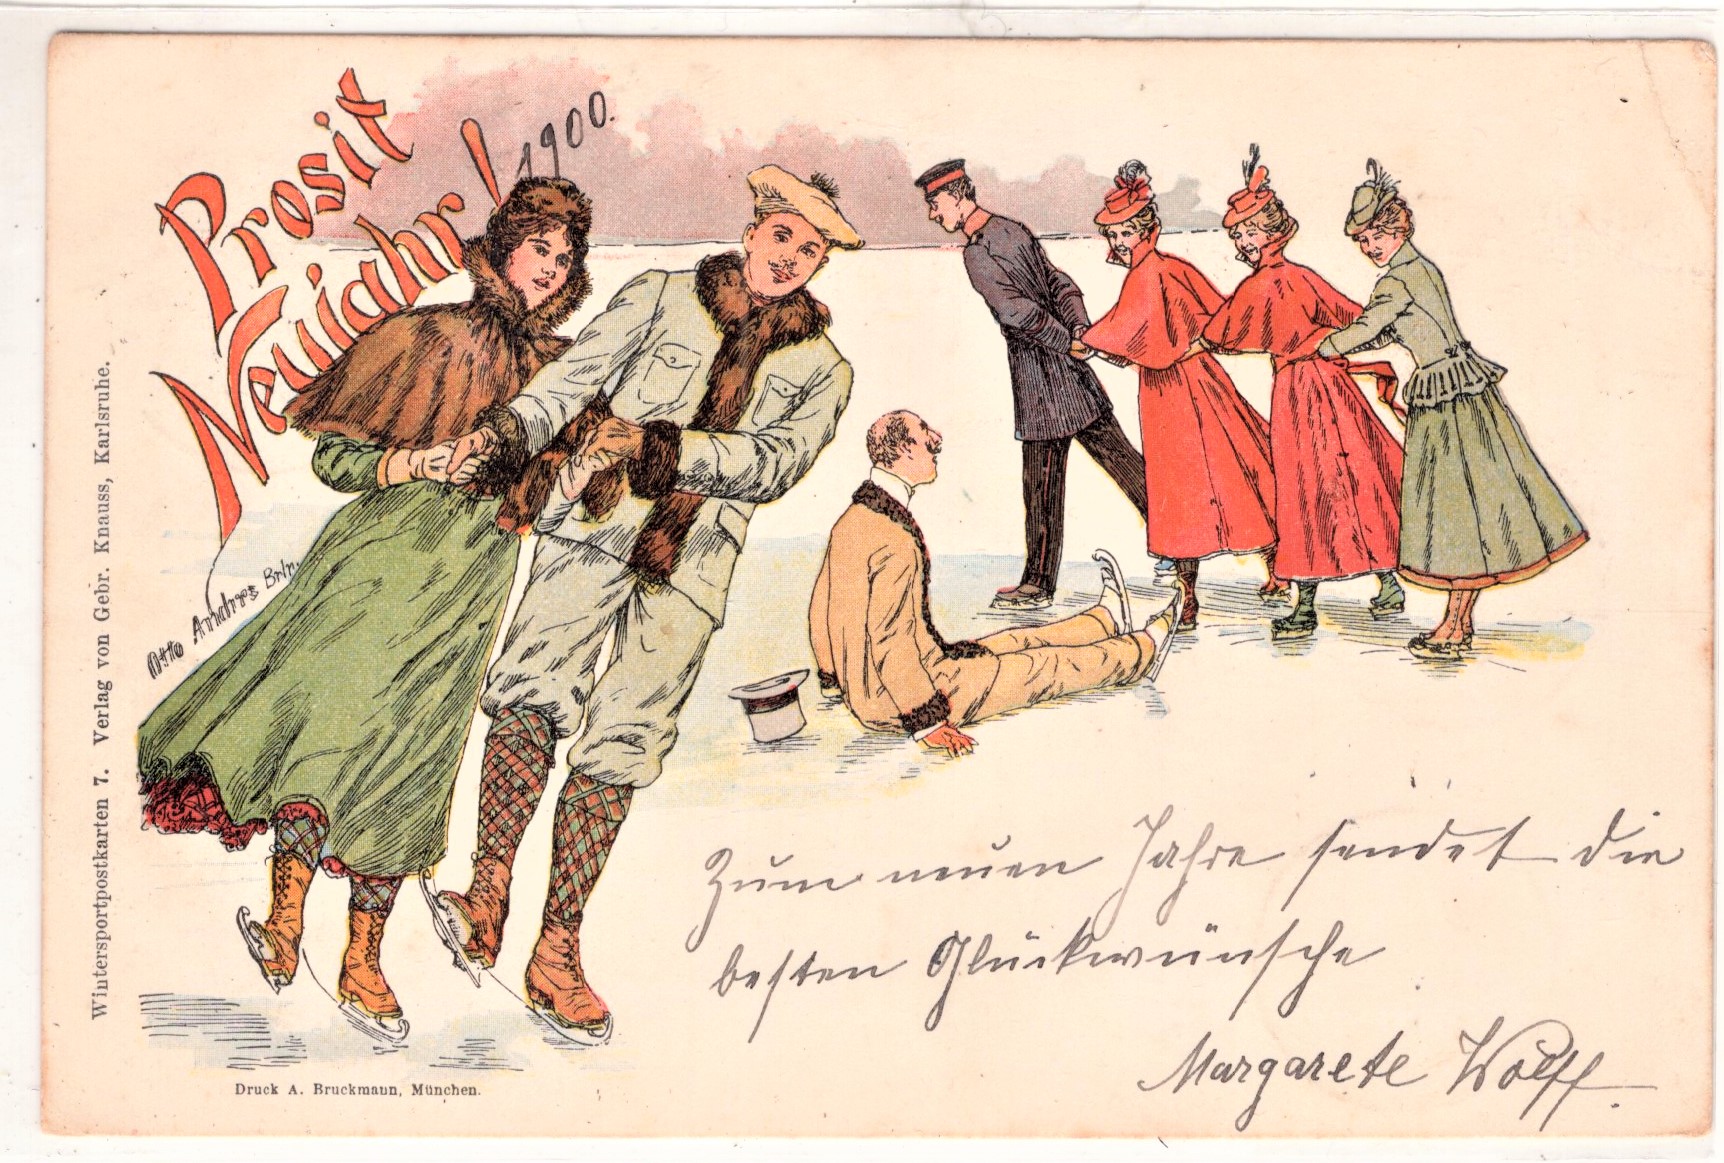 Prosit
Neujahr! 1900.
Otto Andres Brln.
Wintersportpostkarten 7. Verlag von Gebr. Knauss, Karlsruhe.
Zum neuen Jahre sendet die
besten Glückwünsche
Margarete Wolff.
Druck A. Bruckmann, München.